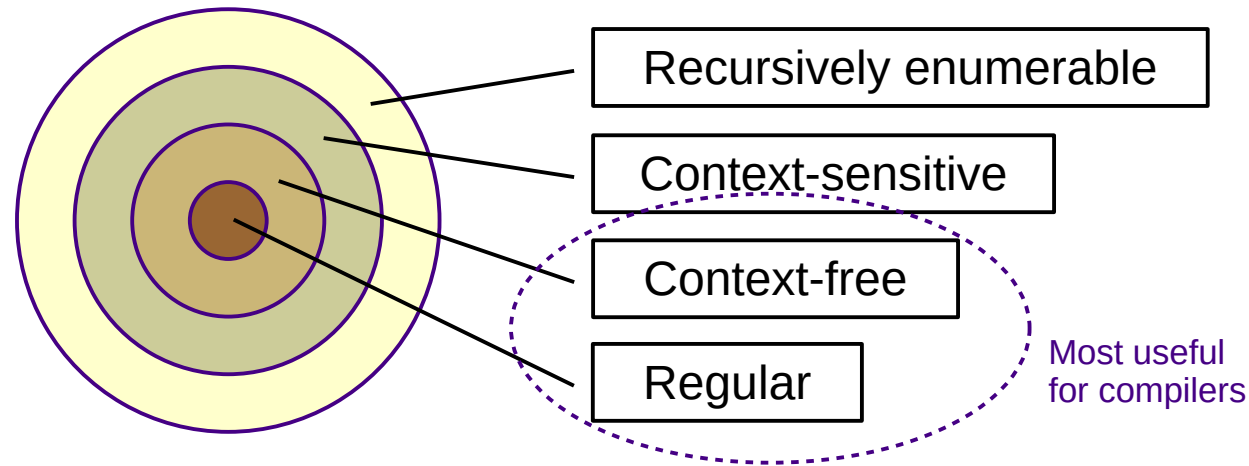 Recursively enumerable
Context-sensitive
Context-free
Regular
Most useful
for compilers